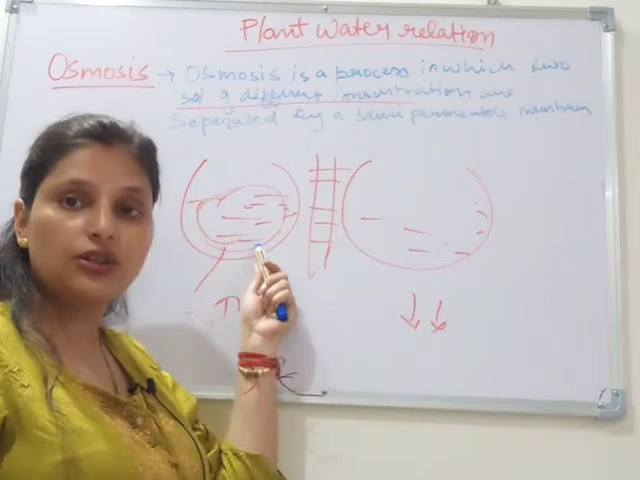 Plant water relation
Osmosis → Osmosis is a process in which two
sol of different concentration are
Seperated by a semi permeable membran